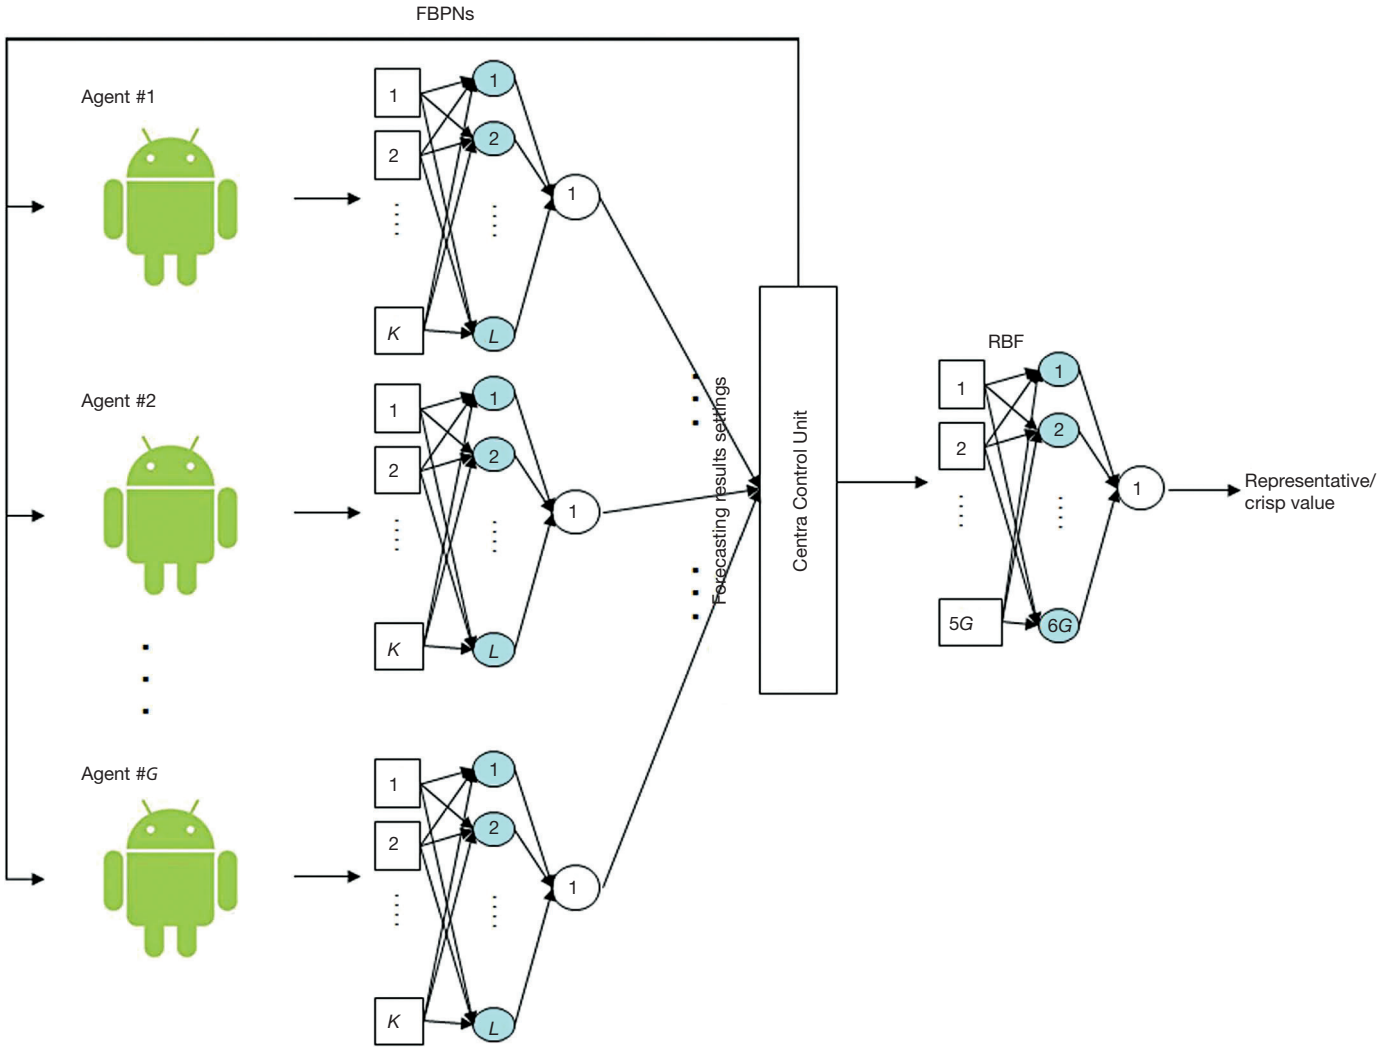 FBPNs
Agent #1
1
2
K
1
2
L
1
Agent #2
1
2
K
1
2
L
1
Agent #G
1
2
K
1
2
L
1
Forecasting results settings
Centra Control Unit
RBF
1
2
5G
1
2
6G
1
Representative/
crisp value